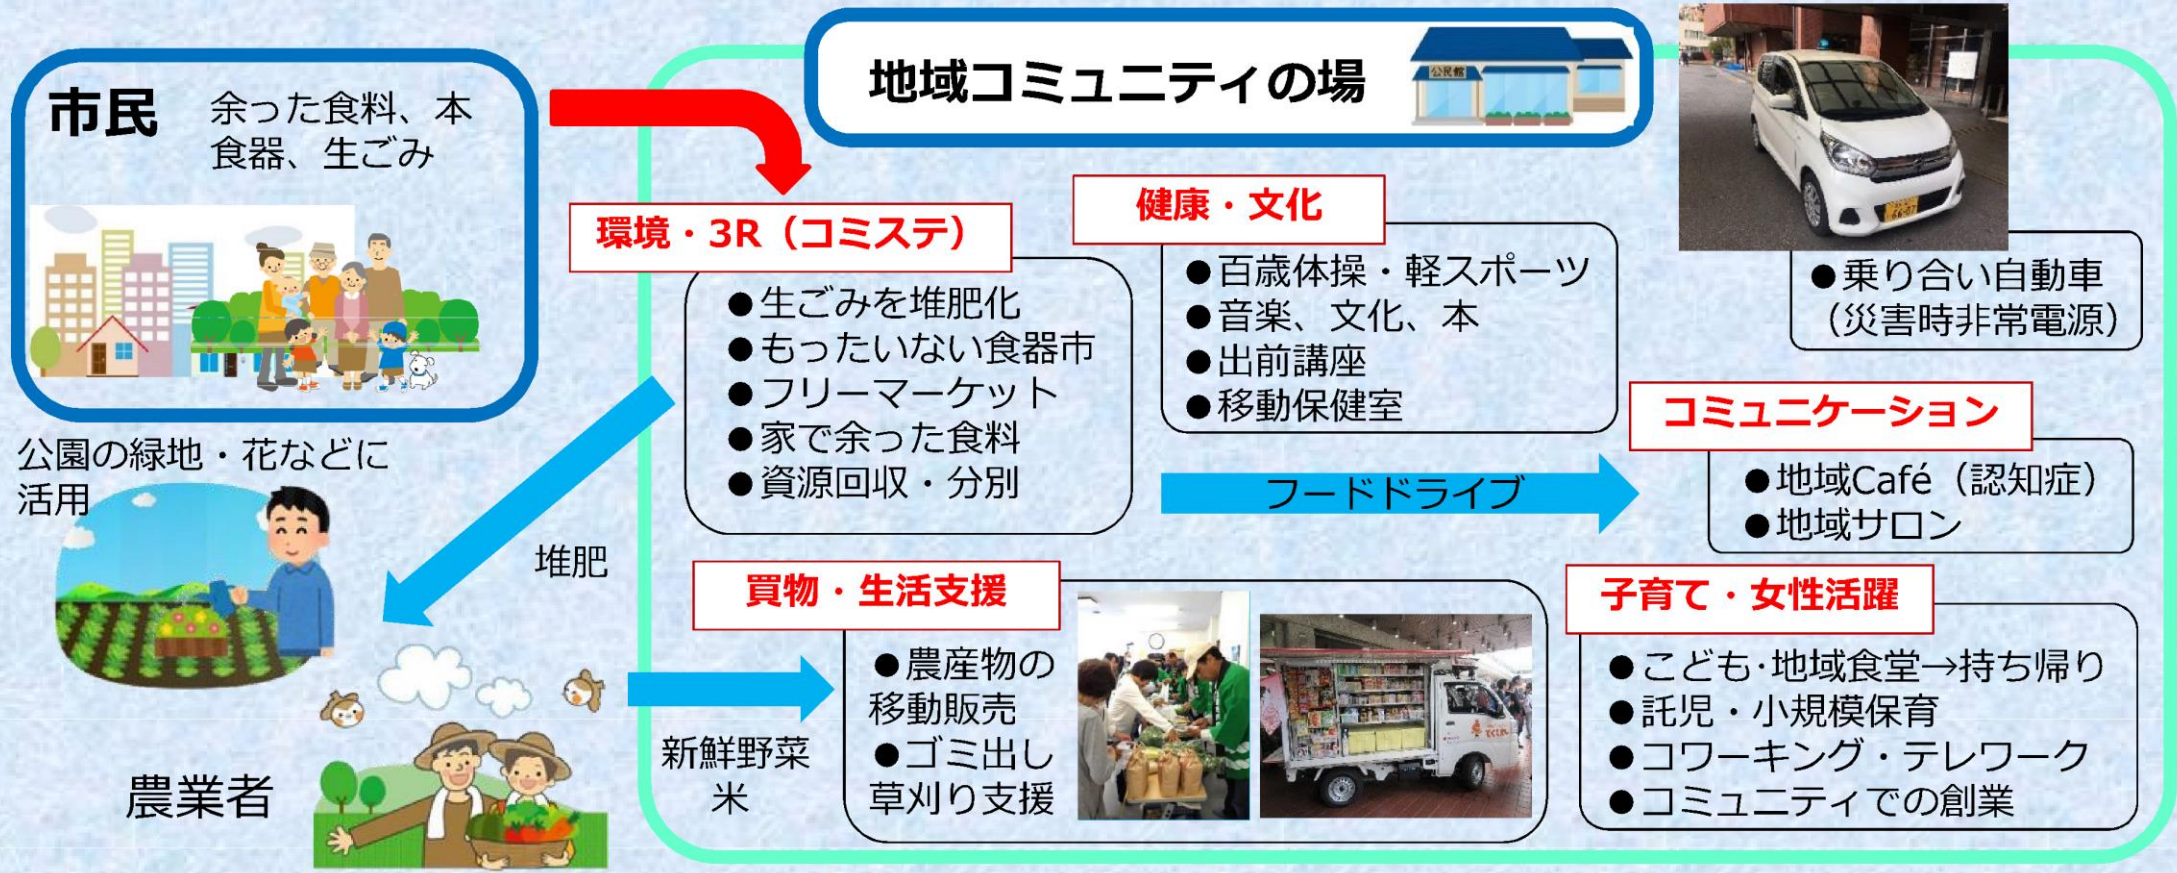 地域コミュニティの場
公民館
市民
余った食料、本
食器、生ごみ
環境・3R（コミステ）
●生ごみを堆肥化
●もったいない食器市
●フリーマーケット
●家で余った食料
●資源回収・分別
健康・文化
●百歳体操・軽スポーツ
●音楽、文化、本
●出前講座
●移動保健室
66-07
●乗り合い自動車
（災害時非常電源）
コミュニケーション
●地域Café（認知症）
●地域サロン
フードドライブ
公園の緑地・花などに
活用
堆肥
農業者
新鮮野菜
米
買物・生活支援
●農産物の
移動販売
●ゴミ出し
草刈り支援
子育て・女性活躍
●こども・地域食堂→持ち帰り
●託児・小規模保育
●コワーキング・テレワーク
●コミュニティでの創業